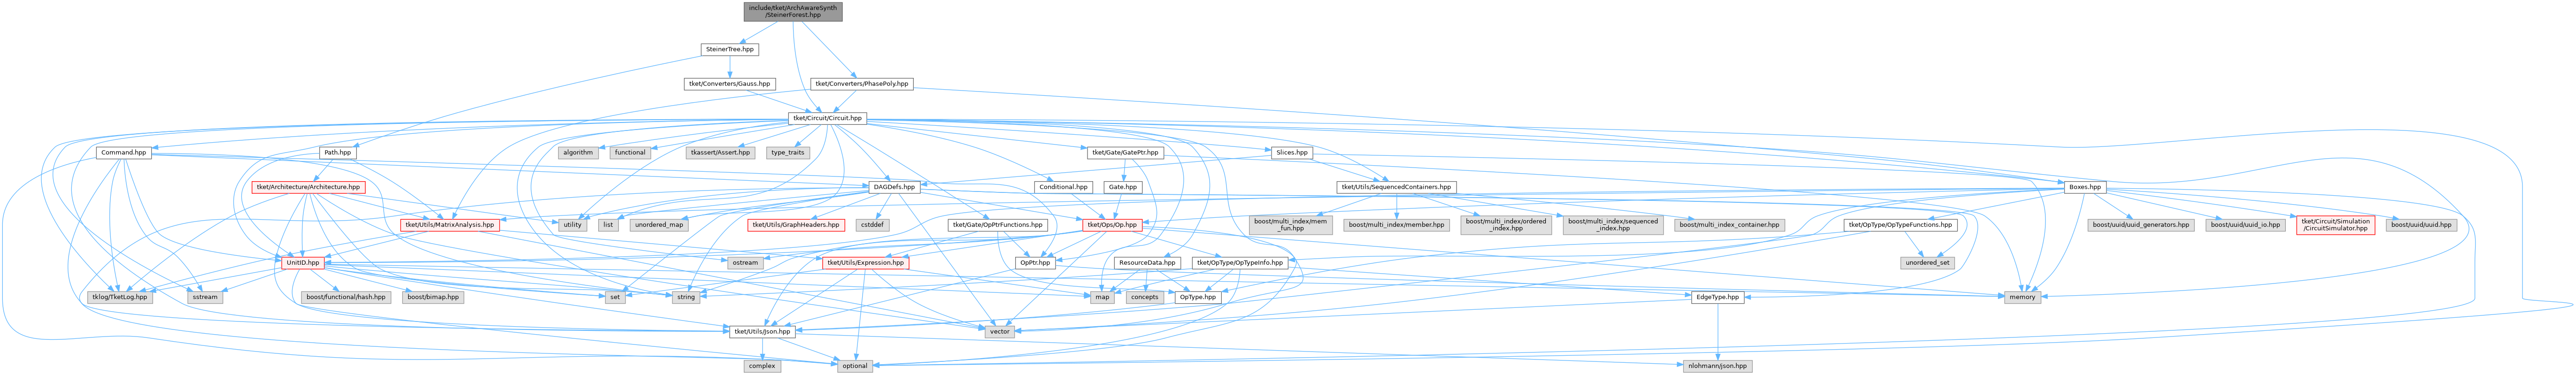 include/tket/ArchAwareSynth
/SteinerForest.hpp
SteinerTree.hpp
tket/Converters/Gauss.hpp
tket/Converters/PhasePoly.hpp
tket/Circuit/Circuit.hpp
Command.hpp
Path.hpp
algorithm
functional
tkassert/Assert.hpp
type_traits
tket/Gate/GatePtr.hpp
Slices.hpp
tket/Architecture/Architecture.hpp
DAGDefs.hpp
Conditional.hpp
Gate.hpp
tket/Utils/SequencedContainers.hpp
Boxes.hpp
tket/Utils/MatrixAnalysis.hpp
utility
list
unordered_map
tket/Utils/GraphHeaders.hpp
cstddef
tket/Gate/OpPtrFunctions.hpp
tket/Ops/Op.hpp
boost/multi_index/mem
_fun.hpp
boost/multi_index/member.hpp
boost/multi_index/ordered
_index.hpp
boost/multi_index/sequenced
_index.hpp
boost/multi_index_container.hpp
tket/OpType/OpTypeFunctions.hpp
boost/uuid/uuid_generators.hpp
boost/uuid/uuid_io.hpp
tket/Circuit/Simulation
/CircuitSimulator.hpp
boost/uuid/uuid.hpp
UnitID.hpp
ostream
tket/Utils/Expression.hpp
OpPtr.hpp
ResourceData.hpp
tket/OpType/OpTypeInfo.hpp
unordered_set
tklog/TketLog.hpp
sstream
boost/functional/hash.hpp
boost/bimap.hpp
set
string
map
concepts
OpType.hpp
EdgeType.hpp
memory
tket/Utils/Json.hpp
vector
complex
optional
nlohmann/json.hpp